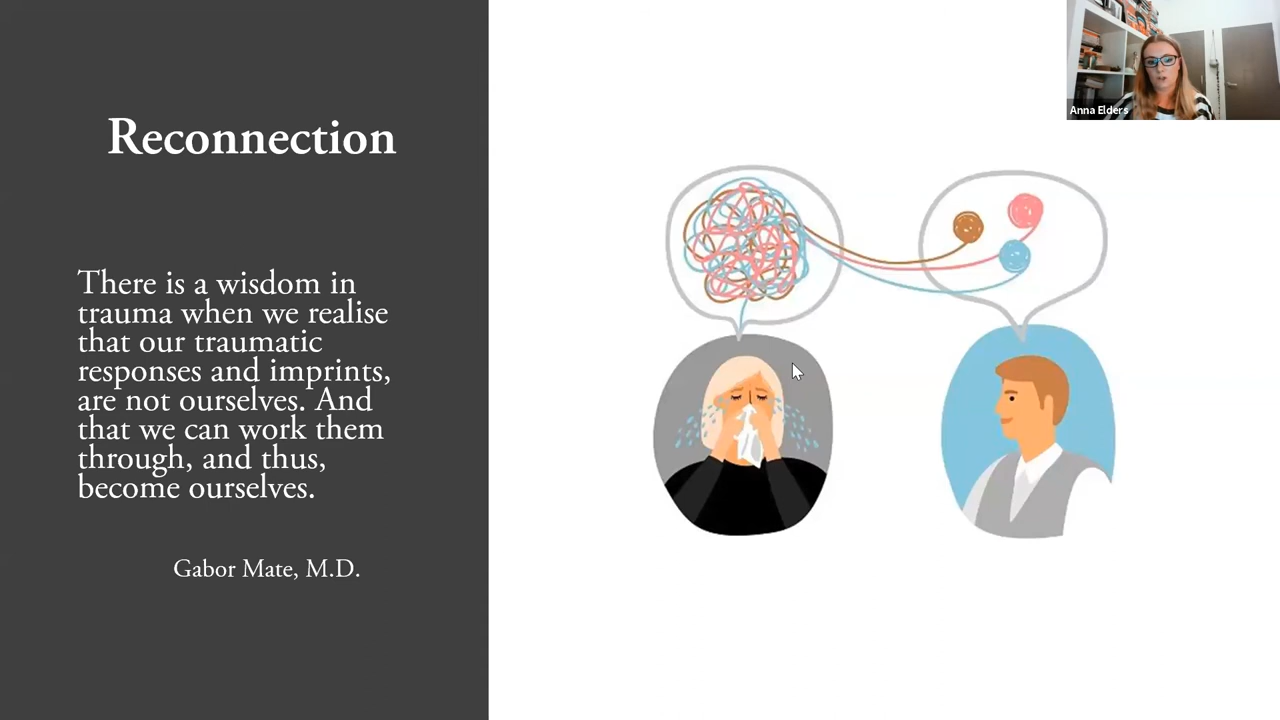 Reconnection
There is a wisdom in
trauma when we realise
that our traumatic
responses and imprints,
are not ourselves. And
that we can work them
through, and thus,
become ourselves.
Gabor Mate, M.D.
Anna Elders